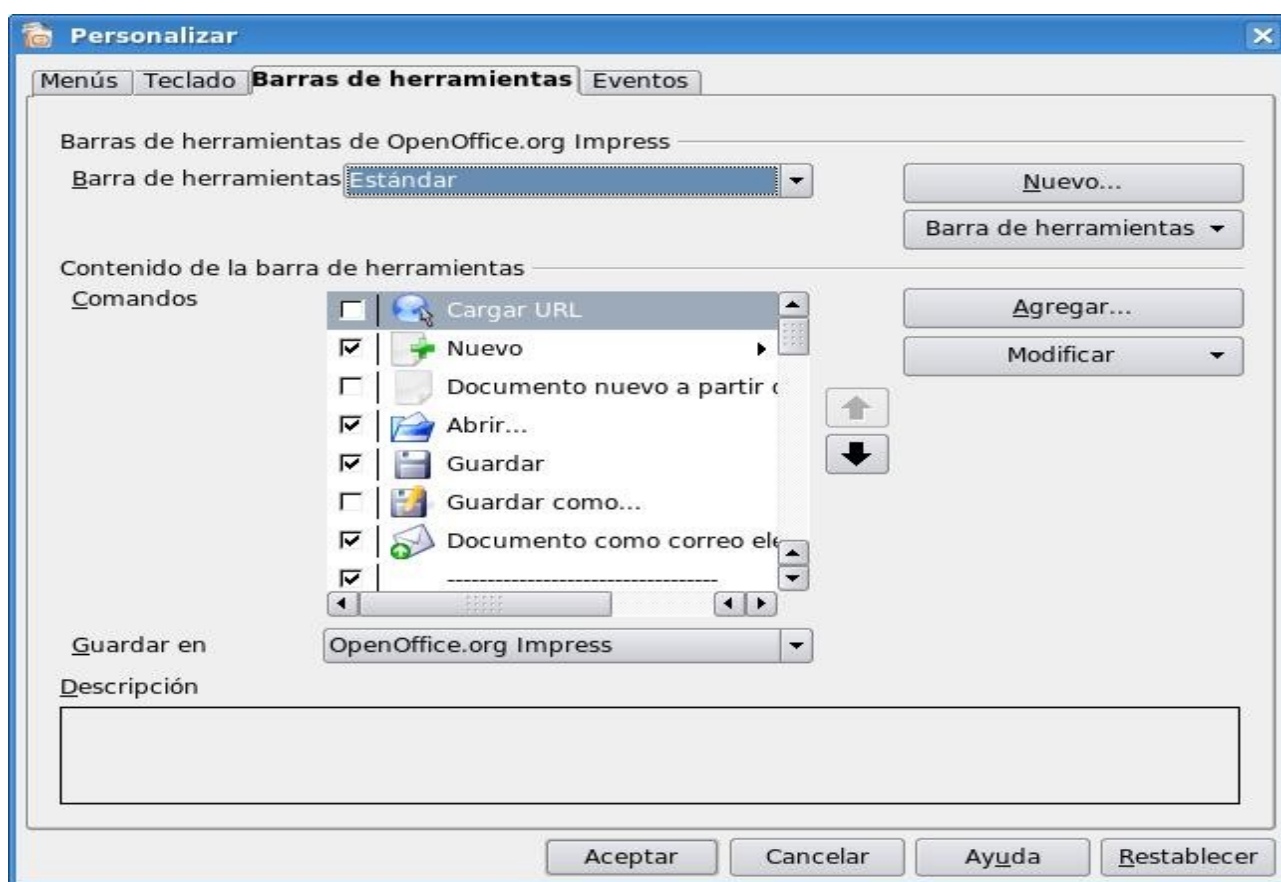 Personalizar
Menús Teclado Barras de herramientas Eventos
Barras de herramientas de OpenOffice.org Impress
Barra de herramientas Estándar Nuevo...
Barra de herramientas
Contenido de la barra de herramientas
Comandos Cargar URL Agregar...
Nuevo Modificar
Documento nuevo a partir
Abrir...
Guardar
Guardar como...
Documento como correo ele
--------------------------------
Guardar en OpenOffice.org Impress
Descripción
Aceptar Cancelar Ayuda Restablecer